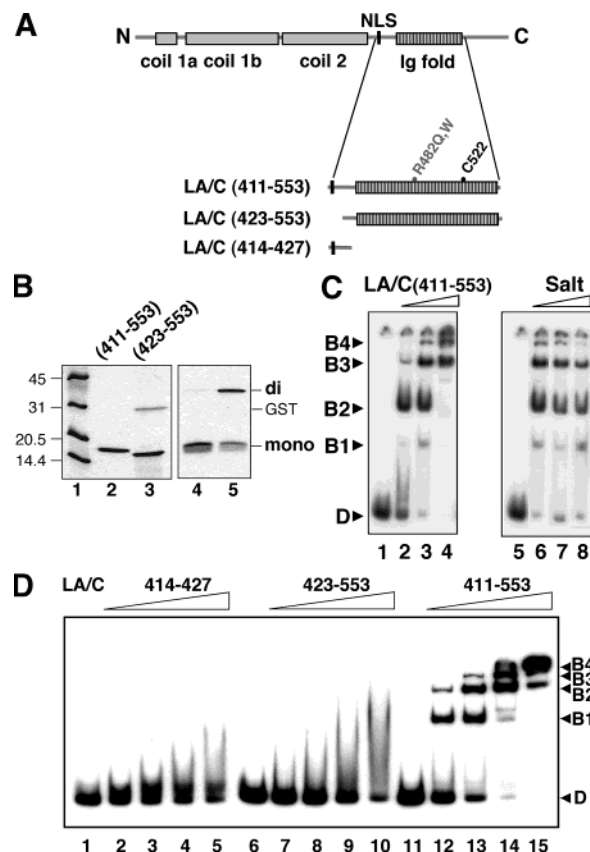 A
N
NLS
C
coil 1a coil 1b
coil 2
Ig fold
R482Q,W
C522
LA/C (411-553)
LA/C (423-553)
LA/C (414-427)
B
(411-553)
(423-553)
45
31
20.5
14.4
di
GST
mono
1 2 3 4 5
C
LA/C(411-553)
Salt
B4
B3
B2
B1
D
1 2 3 4 5 6 7 8
D
LA/C 414-427 423-553 411-553
B4
B3
B2
B1
D
1 2 3 4 5 6 7 8 9 10 11 12 13 14 15